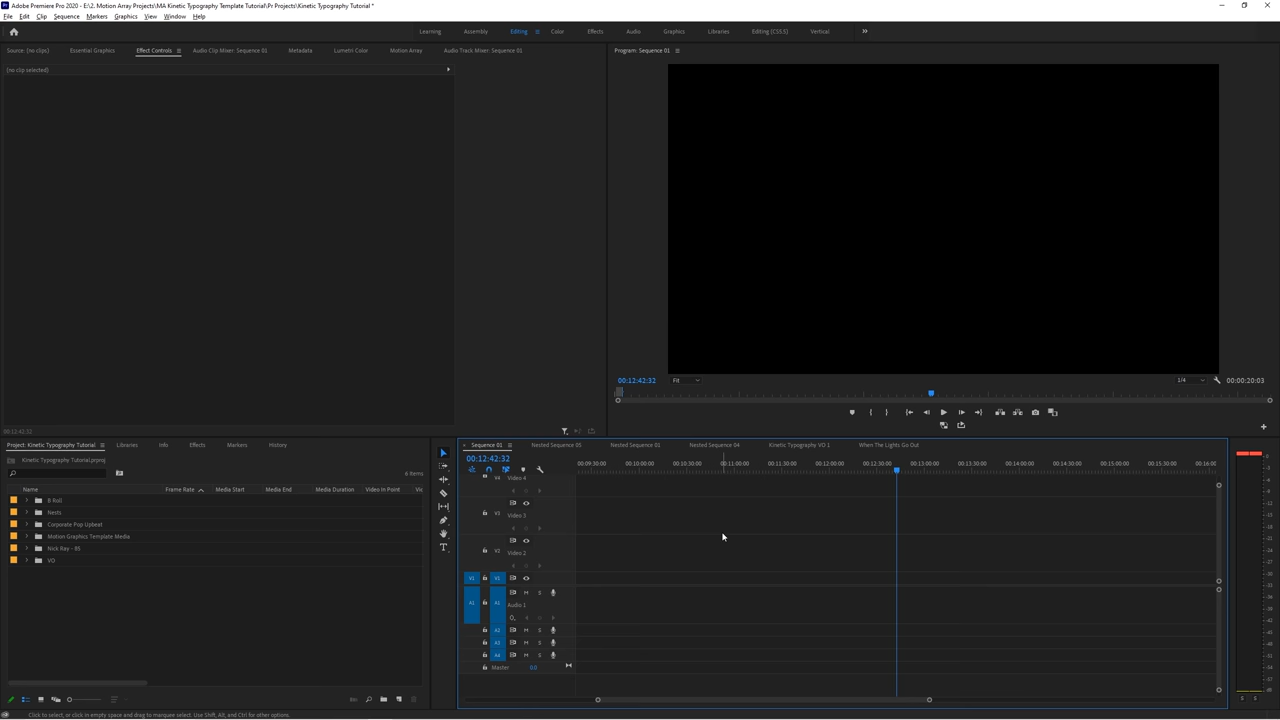 Adobe Premiere Pro 2020 - E:\2. Motion Array Projects\MA Kinetic Typography Template Tutorial\Pr Projects\Kinetic Typography Tutorial *
File Edit Clip Sequence Markers Graphics View Window Help
Learning Assembly Editing Color Effects Audio Graphics Libraries Editing (CS5.5) Vertical
Source: (no clips) Essential Graphics Effect Controls Audio Clip Mixer: Sequence 01 Metadata Lumetri Color Motion Array Audio Track Mixer: Sequence 01
Program: Sequence 01
(no clip selected)
00:12:42:32 Fit 1/4 00:00:20:03
00:12:42:32
Project: Kinetic Typography Tutorial Libraries Info Effects Markers History
Kinetic Typography Tutorial.prproj
6 Items
Name Frame Rate Media Start Media End Media Duration Video In Point
B Roll
Nests
Corporate Pop Upbeat
Motion Graphics Template Media
Nick Ray - 85
VO
Sequence 01 Nested Sequence 05 Nested Sequence 01 Nested Sequence 04 Kinetic Typography VO 1 When The Lights Go Out
00:12:42:32
00:09:30:00 00:10:00:00 00:10:30:00 00:11:00:00 00:11:30:00 00:12:00:00 00:12:30:00 00:13:00:00 00:13:30:00 00:14:00:00 00:14:30:00 00:15:00:00 00:15:30:00 00:16:00
V4 Video 4
V3 Video 3
V2 Video 2
V1 V1
A1 A1 M S
Audio 1
A2 M S
A3 M S
A4 M S
Master 0.0
S S
Click to select, or click in empty space and drag to marquee select. Use Shift, Alt, and Ctrl for other options.